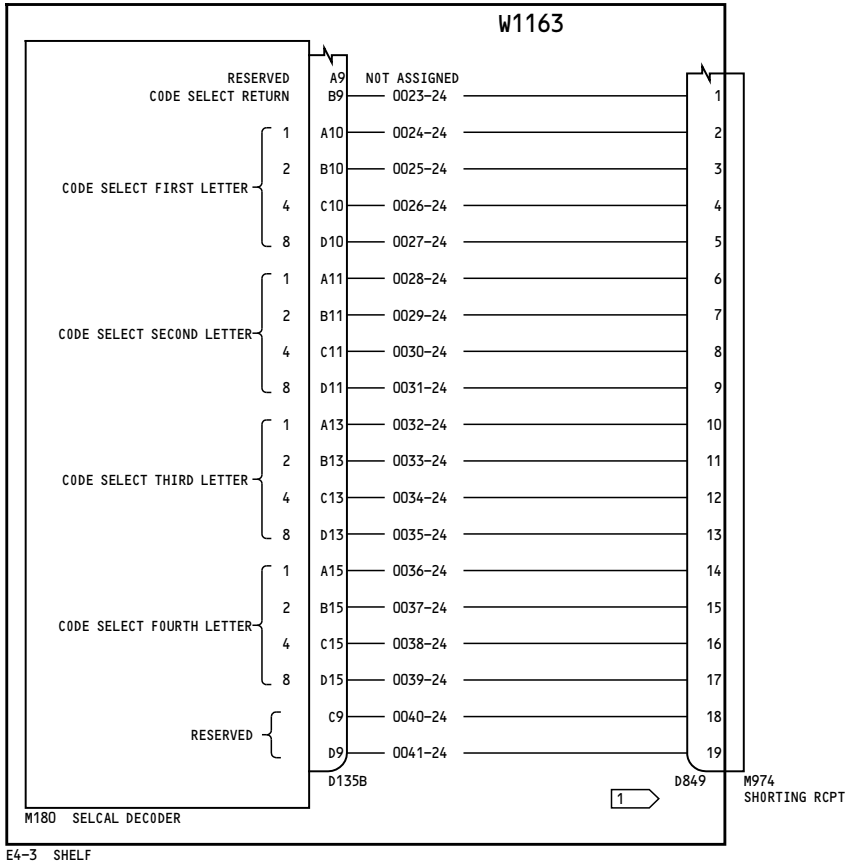 W1163
RESERVED A9 NOT ASSIGNED
CODE SELECT RETURN B9 0023-24 1
1 A10 0024-24 2
2 B10 0025-24 3
CODE SELECT FIRST LETTER
4 C10 0026-24 4
8 D10 0027-24 5
1 A11 0028-24 6
2 B11 0029-24 7
CODE SELECT SECOND LETTER
4 C11 0030-24 8
8 D11 0031-24 9
1 A13 0032-24 10
2 B13 0033-24 11
CODE SELECT THIRD LETTER
4 C13 0034-24 12
8 D13 0035-24 13
1 A15 0036-24 14
2 B15 0037-24 15
CODE SELECT FOURTH LETTER
4 C15 0038-24 16
8 D15 0039-24 17
C9 0040-24 18
RESERVED
D9 0041-24 19
D135B D849 M974
1 SHORTING RCPT
M180 SELCAL DECODER
E4-3 SHELF